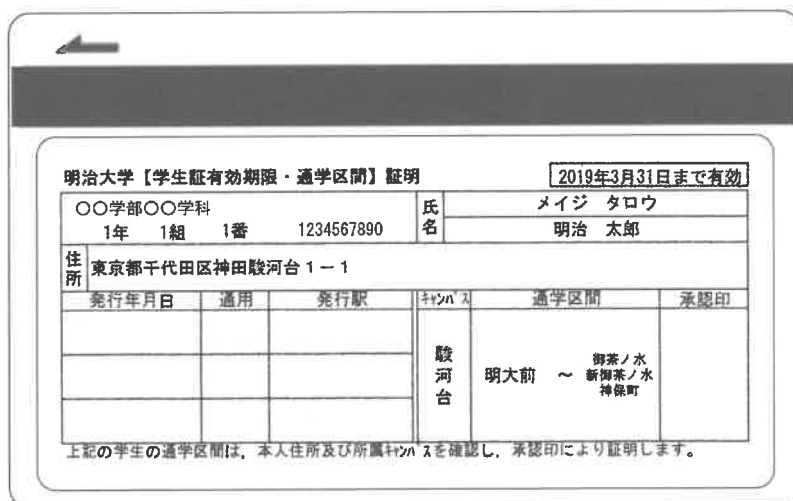 明治大学【学生証有効期限・通学区間】証明
2019年3月31日まで有効
〇〇学部〇〇学科
1年 1組 1番 1234567890
氏名
メイジ タロウ
明治 太郎
住所
東京都千代田区神田駿河台1-1
発行年月日 通用 発行駅 キャンパス 通学区間 承認印
駿河台
明大前 ～
御茶ノ水
新御茶ノ水
神保町
上記の学生の通学区間は、本人住所及び所属キャンパスを確認し、承認印により証明します。